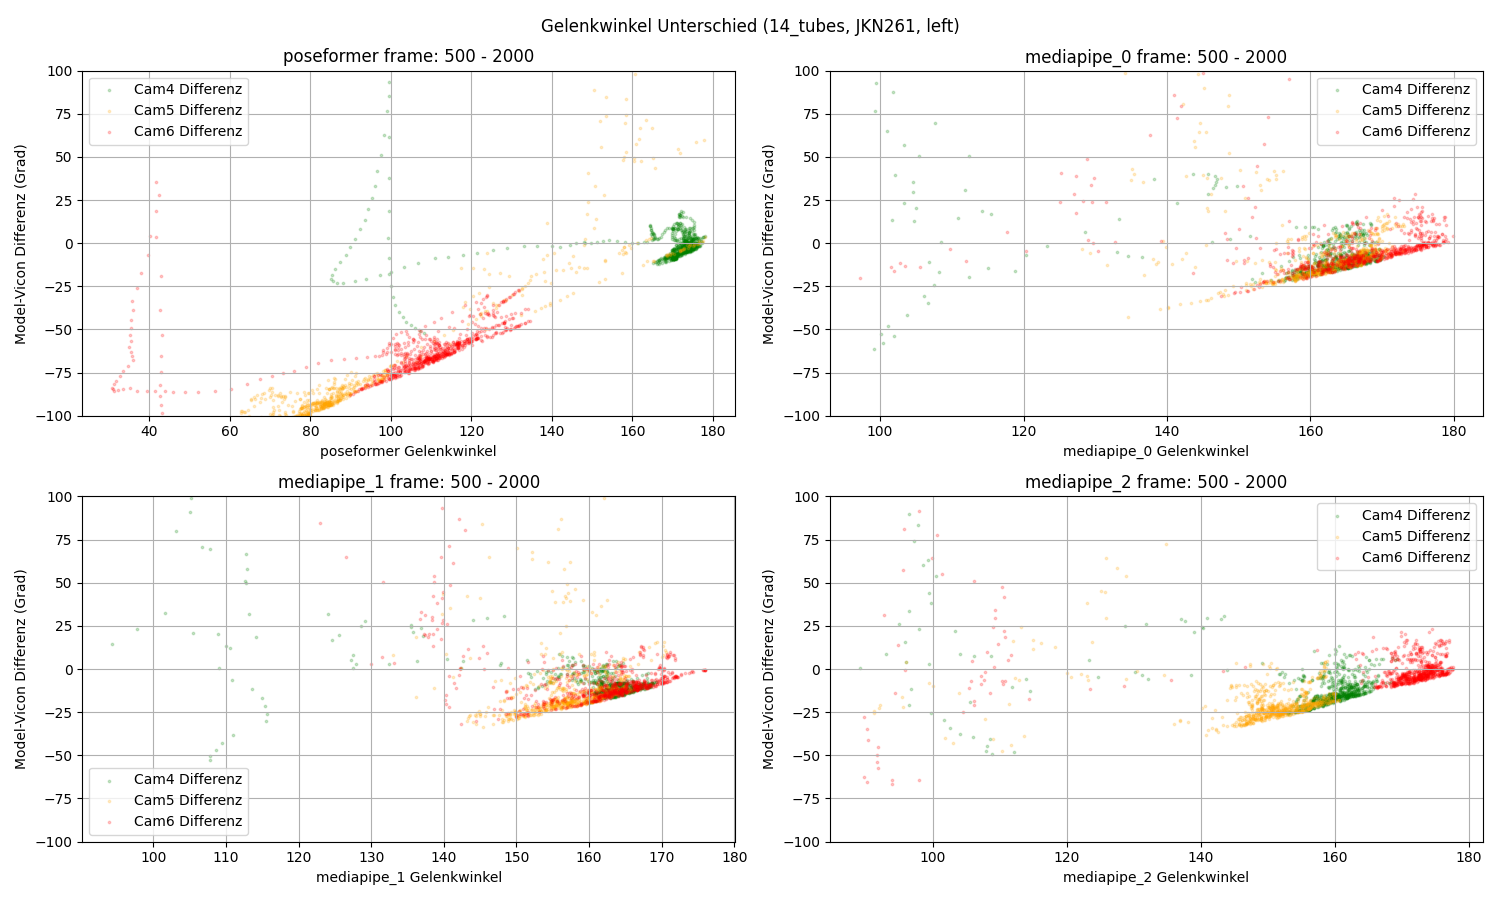 Gelenkwinkel Unterschied (14_tubes, JKN261, left)
poseformer frame: 500 - 2000
100
75
50
25
0
−25
−50
−75
−100
Model-Vicon Differenz (Grad)
Cam4 Differenz
Cam5 Differenz
Cam6 Differenz
40 60 80 100 120 140 160 180
poseformer Gelenkwinkel
mediapipe_0 frame: 500 - 2000
100
75
50
25
0
−25
−50
−75
−100
Model-Vicon Differenz (Grad)
Cam4 Differenz
Cam5 Differenz
Cam6 Differenz
100 120 140 160 180
mediapipe_0 Gelenkwinkel
mediapipe_1 frame: 500 - 2000
100
75
50
25
0
−25
−50
−75
−100
Model-Vicon Differenz (Grad)
Cam4 Differenz
Cam5 Differenz
Cam6 Differenz
100 110 120 130 140 150 160 170 180
mediapipe_1 Gelenkwinkel
mediapipe_2 frame: 500 - 2000
100
75
50
25
0
−25
−50
−75
−100
Model-Vicon Differenz (Grad)
Cam4 Differenz
Cam5 Differenz
Cam6 Differenz
100 120 140 160 180
mediapipe_2 Gelenkwinkel